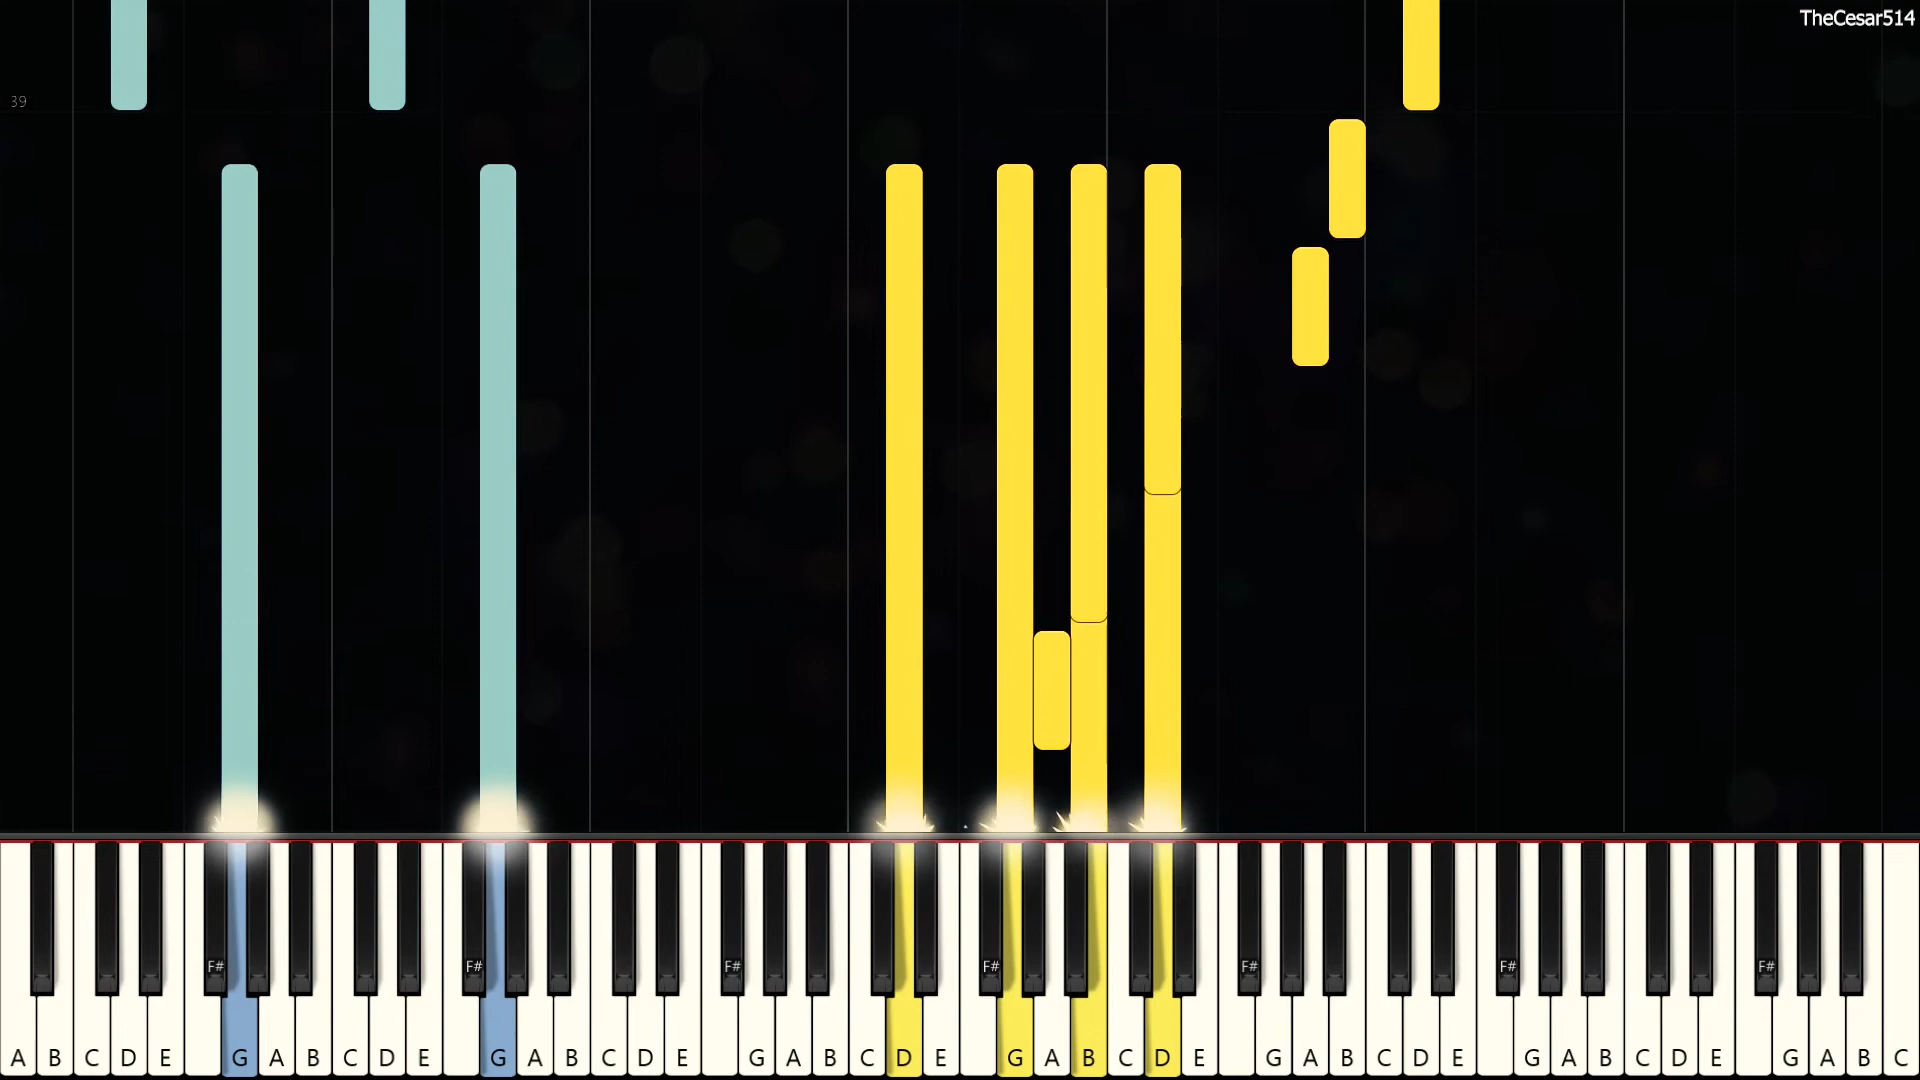 TheCesar514
39
F# F# F# F# F# F# F#
A B C D E G A B C D E G A B C D E G A B C D E G A B C D E G A B C D E G A B C D E G A B C